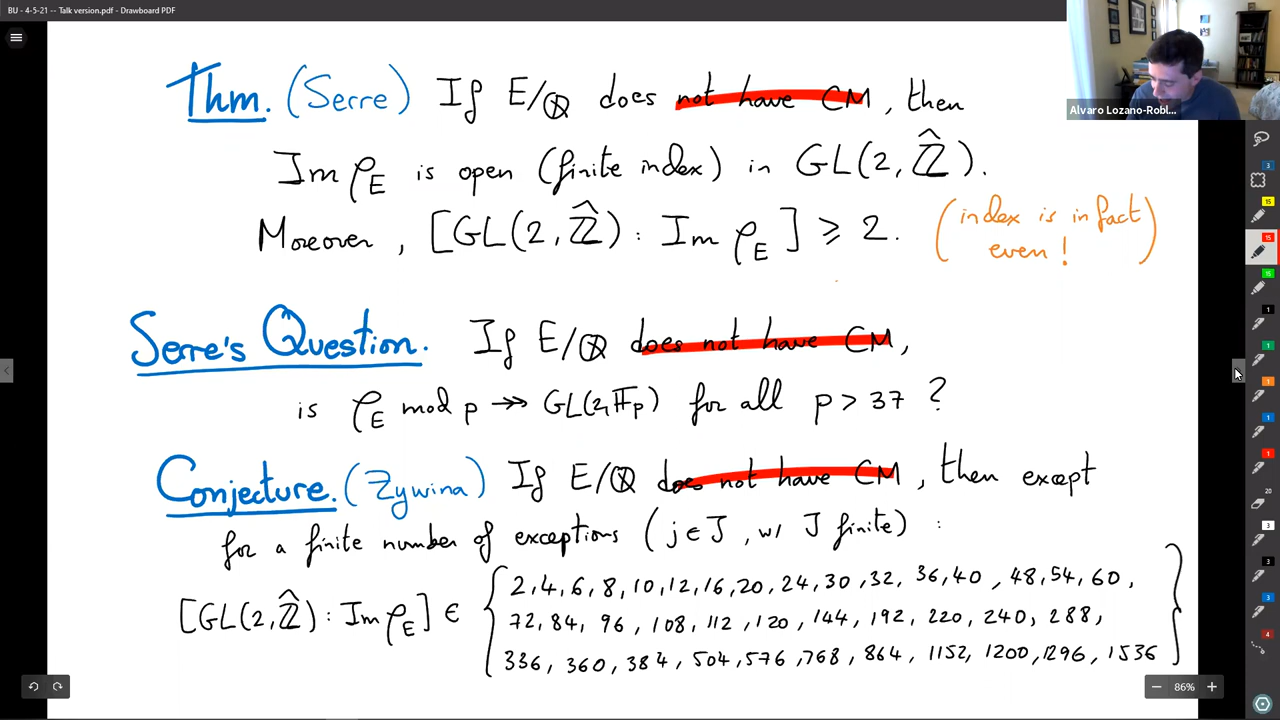 BU - 4-5-21 -- Talk version.pdf - Drawboard PDF
Alvaro Lozano-Robl...
Thm. (Serre) If E/ℚ does not have CM, then
Im ρ_E is open (finite index) in GL(2, ℤ̂).
Moreover, [GL(2, ℤ̂) : Im ρ_E] ⩾ 2. (index is in fact
even!)
Serre's Question. If E/ℚ does not have CM,
is ρ_E mod p ↠ GL(2, 𝔽_p) for all p > 37 ?
Conjecture. (Zywina) If E/ℚ does not have CM, then except
for a finite number of exceptions (j ∈ J, w/ J finite) :
[GL(2, ℤ̂) : Im ρ_E] ∈ { 2, 4, 6, 8, 10, 12, 16, 20, 24, 30, 32, 36, 40, 48, 54, 60,
72, 84, 96, 108, 112, 120, 144, 192, 220, 240, 288,
336, 360, 384, 504, 576, 768, 864, 1152, 1200, 1296, 1536 }
86%